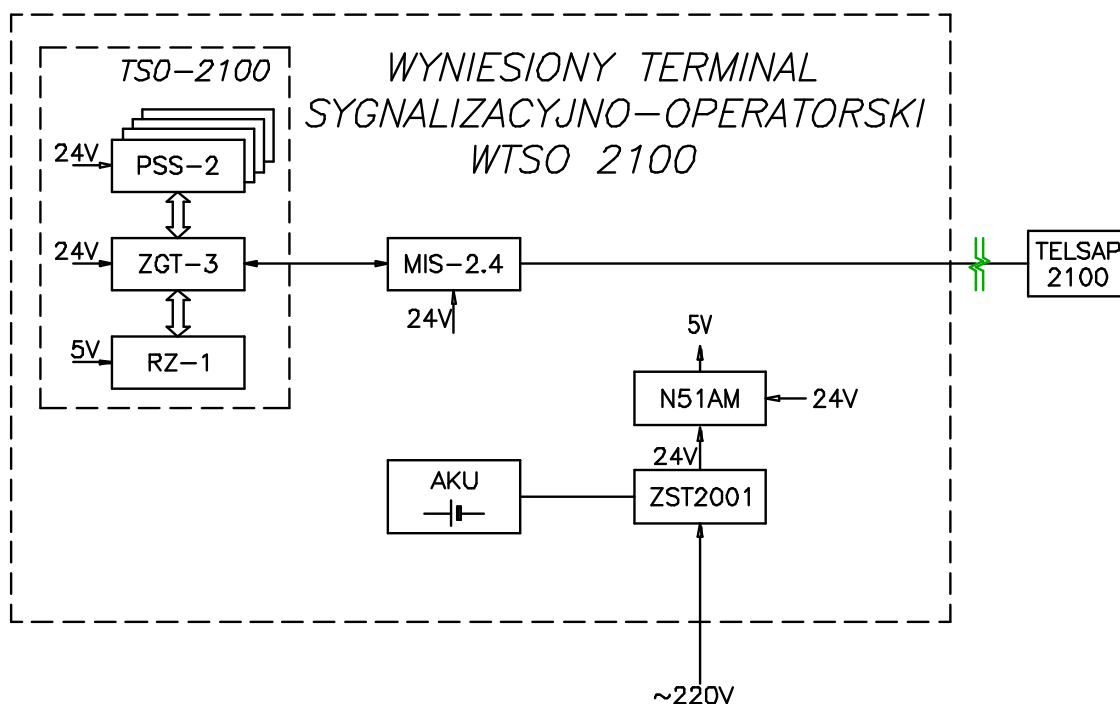 TSO-2100
WYNIESIONY TERMINAL
SYGNALIZACYJNO-OPERATORSKI
WTSO 2100
24V
PSS-2
24V
ZGT-3
MIS-2.4
24V
TELSAP
2100
5V
RZ-1
5V
N51AM
24V
24V
AKU
ZST2001
~220V